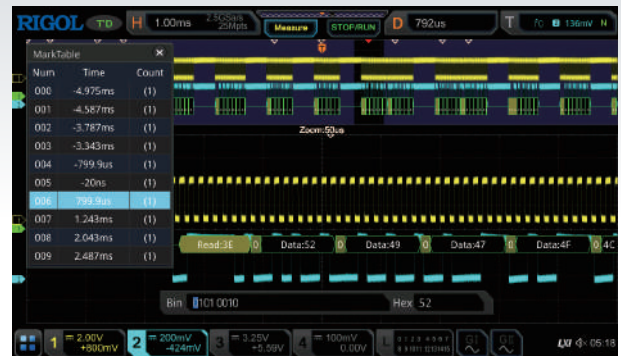 RIGOL T'D H 1.00ms 2.5GSa/s 25Mpts Measure STOP/RUN D 792us T 136mV N
MarkTable ×
Num Time Count
000 -4.975ms (1)
001 -4.587ms (1)
002 -3.787ms (1)
003 -3.343ms (1)
004 -799.9us (1)
005 -20ns (1)
006 799.9us (1)
007 1.243ms (1)
008 2.043ms (1)
009 2.487ms (1)
Zoom:50us
Read:3E 0 Data:52 0 Data:49 0 Data:47 0 Data:4F 0 4C
Bin 0101 0010 Hex 52
1 = 2.00V +800mV
2 = 200mV -424mV
3 = 3.25V
4 = 100mV 0.00V
L
GI
LXI 05:18